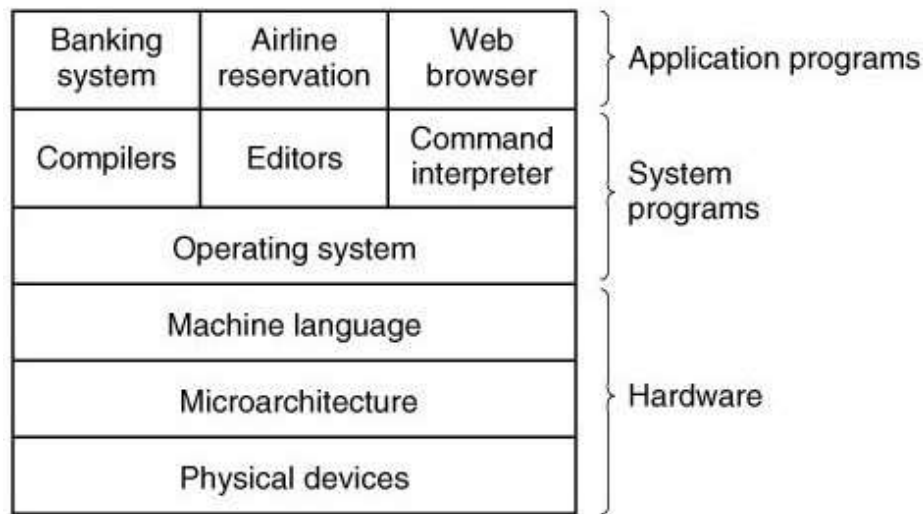 Banking
system
Airline
reservation
Web
browser
Application programs
Compilers
Editors
Command
interpreter
System
programs
Operating system
Machine language
Microarchitecture
Hardware
Physical devices